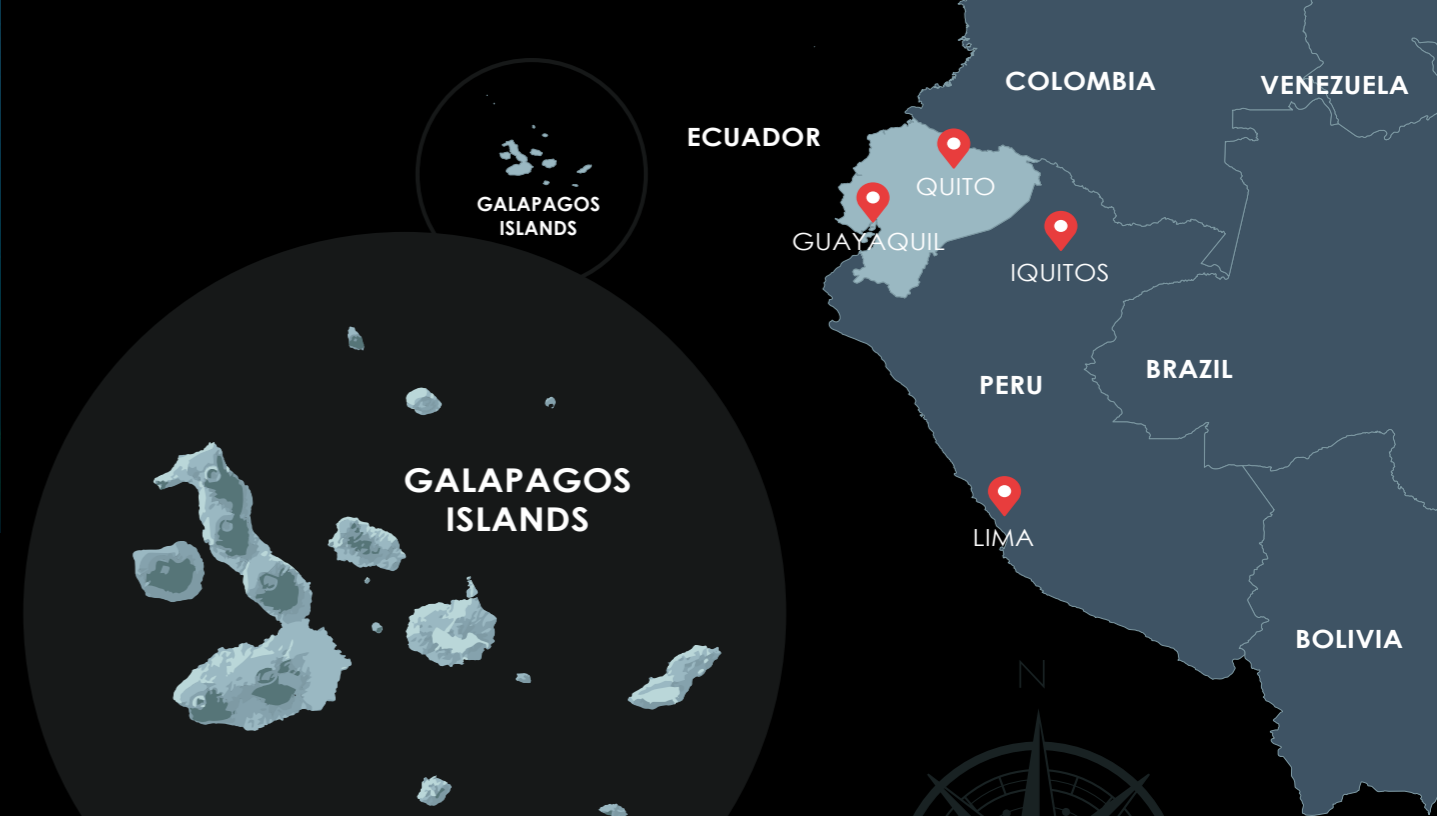 COLOMBIA
VENEZUELA
ECUADOR
QUITO
GALAPAGOS
ISLANDS
GUAYAQUIL
IQUITOS
BRAZIL
PERU
GALAPAGOS
ISLANDS
LIMA
BOLIVIA
N